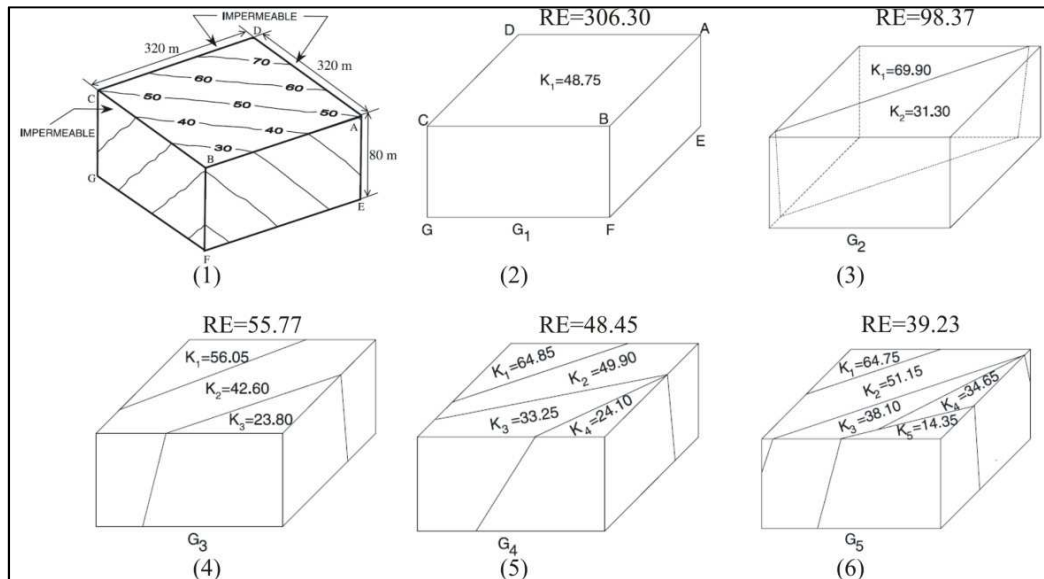 IMPERMEABLE
D
320 m
320 m
70
60
60
C
50
50
50
IMPERMEABLE
A
40
40
80 m
30
B
G
E
F
(1)
RE=306.30
D
A
K1=48.75
C
B
E
G
G1
F
(2)
RE=98.37
K1=69.90
K2=31.30
G2
(3)
RE=55.77
K1=56.05
K2=42.60
K3=23.80
G3
(4)
RE=48.45
K1=64.85
K2=49.90
K3=33.25
K4=24.10
G4
(5)
RE=39.23
K1=64.75
K2=51.15
K3=38.10
K4=34.65
K5=14.35
G5
(6)